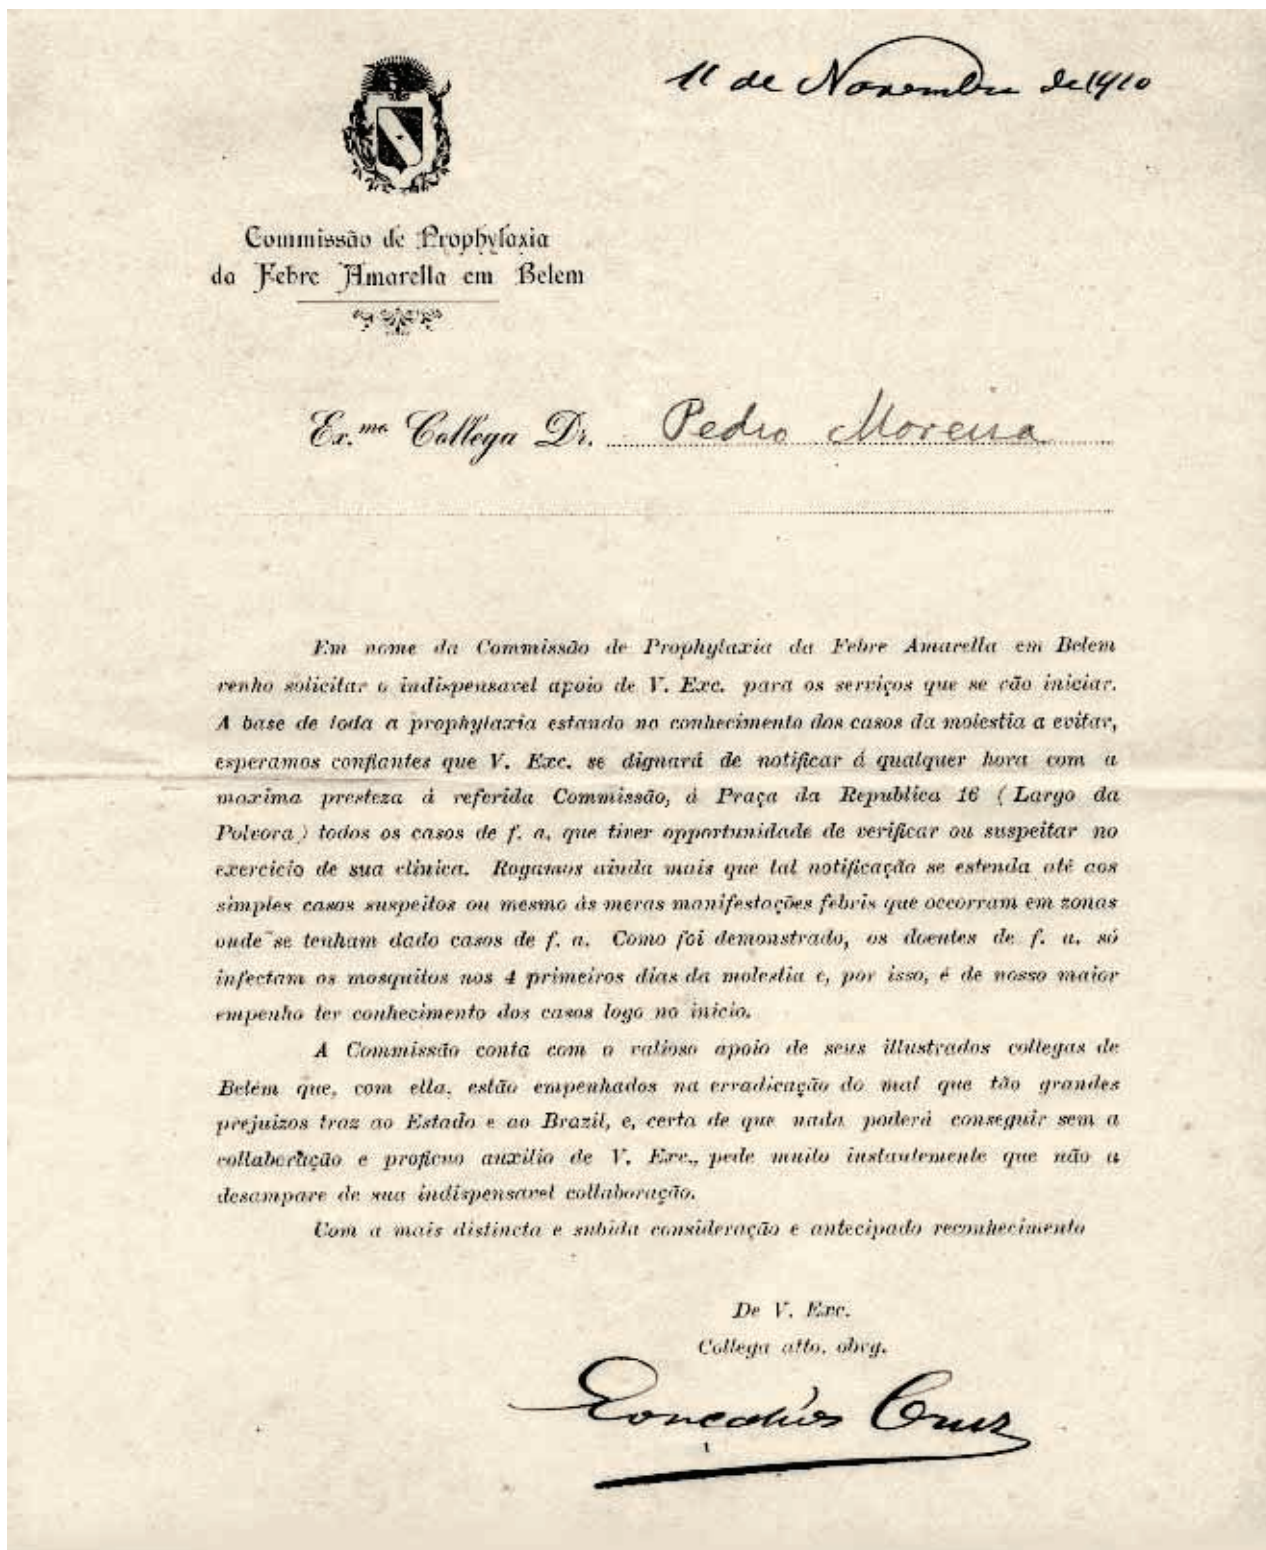 11 de Novembro de 1910
Commissão de Prophylaxia
da Febre Amarella em Belem
Ex.mo Collega Dr. Pedro Moreira
Em nome da Commissão de Prophylaxia da Febre Amarella em Belem
venho solicitar o indispensavel apoio de V. Exc. para os serviços que se vão iniciar.
A base de toda a prophylaxia estando no conhecimento dos casos da molestia a evitar,
esperamos confiantes que V. Exc. se dignará de notificar á qualquer hora com a
maxima presteza á referida Commissão, á Praça da Republica 16 (Largo da
Polvora) todos os casos de f. a. que tiver opportunidade de verificar ou suspeitar no
exercicio de sua clinica. Rogamos ainda mais que tal notificação se estenda até aos
simples casos suspeitos ou mesmo ás meras manifestações febris que occorram em zonas
onde se tenham dado casos de f. a. Como foi demonstrado, os doentes de f. a. só
infectam os mosquitos nos 4 primeiros dias da molestia e, por isso, é de nosso maior
empenho ter conhecimento dos casos logo no inicio.
A Commissão conta com o valioso apoio de seus illustrados collegas de
Belém que, com ella, estão empenhados na erradicação do mal que tão grandes
prejuizos traz ao Estado e ao Brazil, e, certa de que nada poderá conseguir sem a
collaboração e proficuo auxilio de V. Exc., pede muito instantemente que não a
desampare de sua indispensavel collaboração.
Com a mais distincta e subida consideração e antecipado reconhecimento
De V. Exc.
Collega atto. obrg.
Gonçalves Cruz